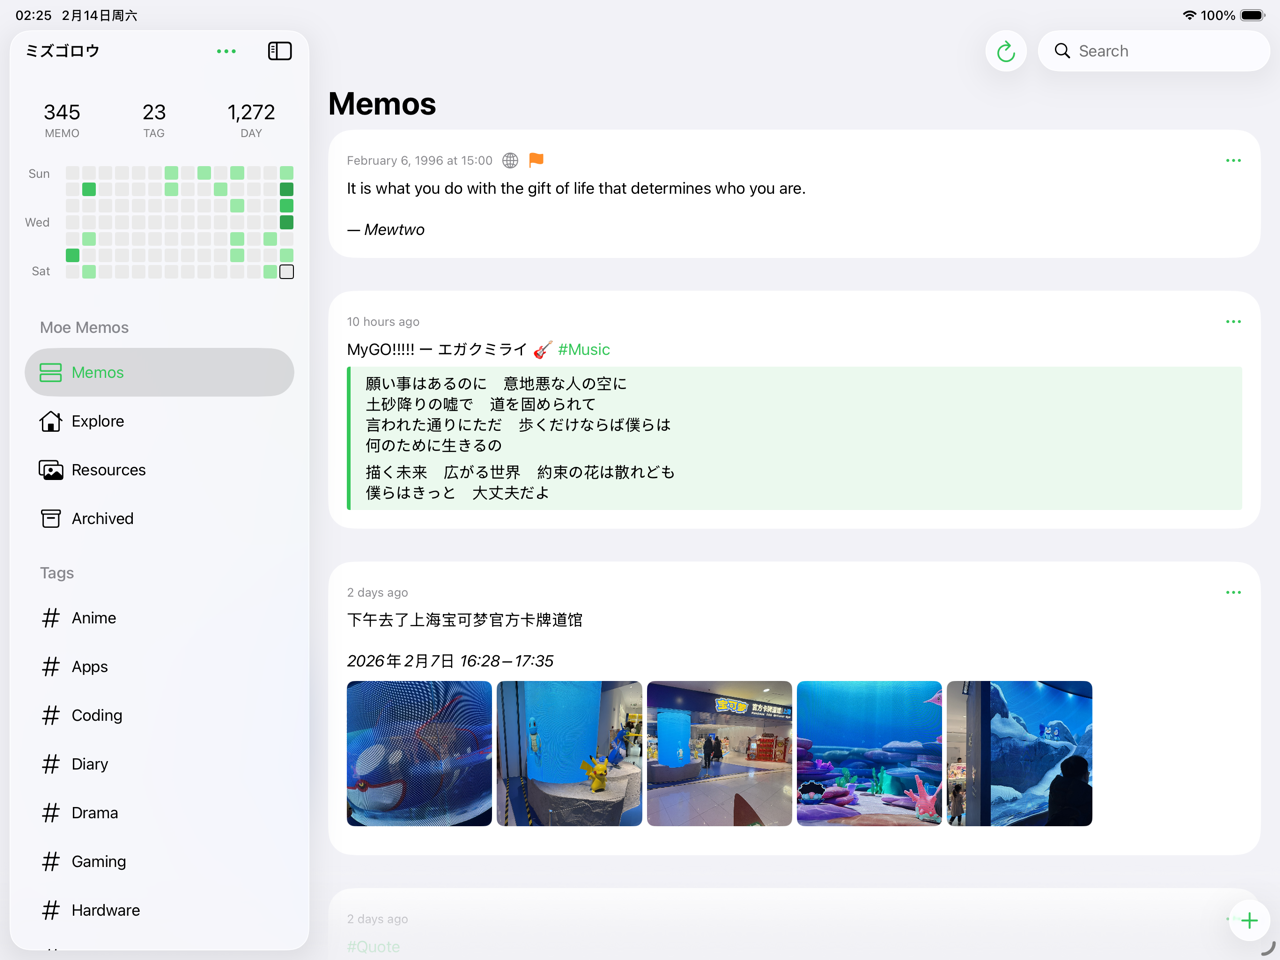 02:25 2月14日周六
100%
ミズゴロウ
345
MEMO
23
TAG
1,272
DAY
Sun
Wed
Sat
Moe Memos
Memos
Explore
Resources
Archived
Tags
# Anime
# Apps
# Coding
# Diary
# Drama
# Gaming
# Hardware
Search
Memos
February 6, 1996 at 15:00
It is what you do with the gift of life that determines who you are.
— Mewtwo
10 hours ago
MyGO!!!!! ー エガクミライ 🎸 #Music
願い事はあるのに　意地悪な人の空に
土砂降りの嘘で　道を固められて
言われた通りにただ　歩くだけならば僕らは
何のために生きるの
描く未来　広がる世界　約束の花は散れども
僕らはきっと　大丈夫だよ
2 days ago
下午去了上海宝可梦官方卡牌道馆
2026年2月7日 16:28–17:35
宝可梦 官方卡牌道馆
2 days ago
#Quote